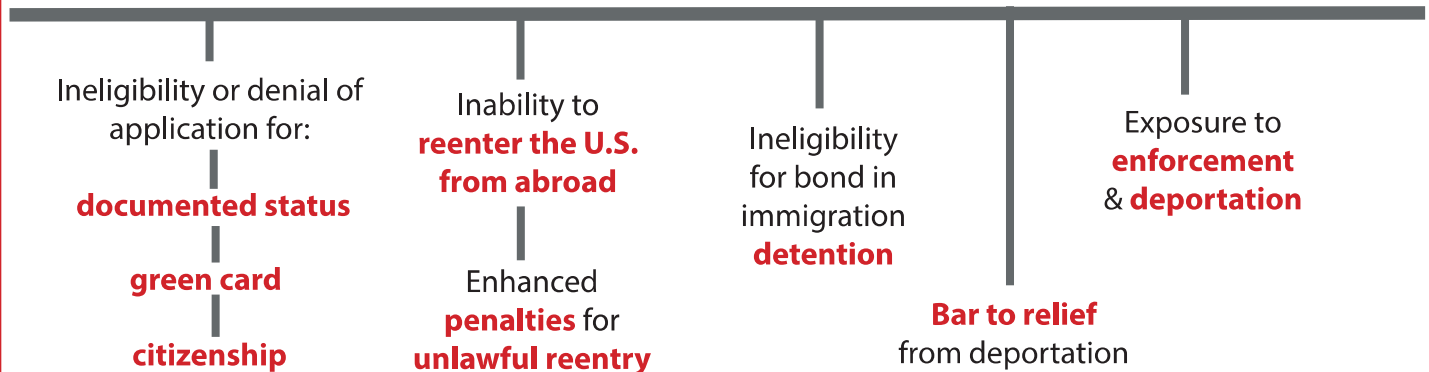 Ineligibility or denial of
application for:
documented status
green card
citizenship
Inability to
reenter the U.S.
from abroad
Enhanced
penalties for
unlawful reentry
Ineligibility
for bond in
immigration
detention
Bar to relief
from deportation
Exposure to
enforcement
& deportation